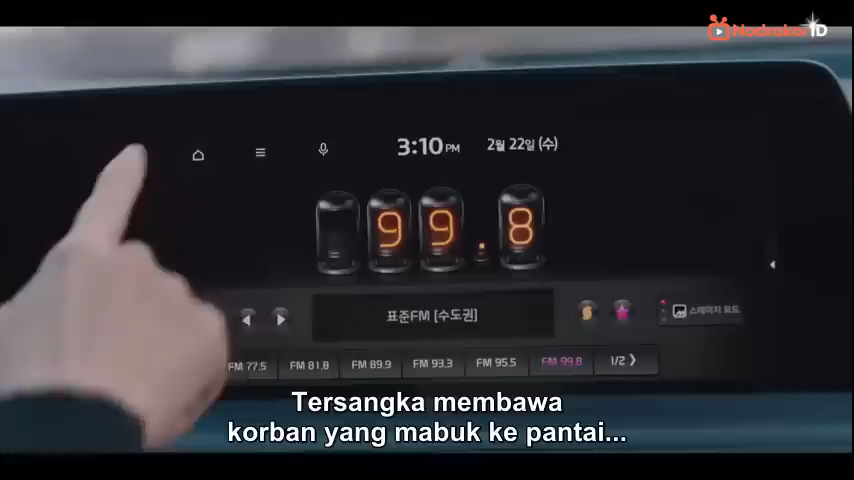 NodrakorID
3:10 PM 2월 22일 (수)
99.8
표준FM [수도권]
스테이지 모드
FM 77.5 FM 81.8 FM 89.9 FM 93.3 FM 95.5 FM 99.8 1/2
Tersangka membawa
korban yang mabuk ke pantai...